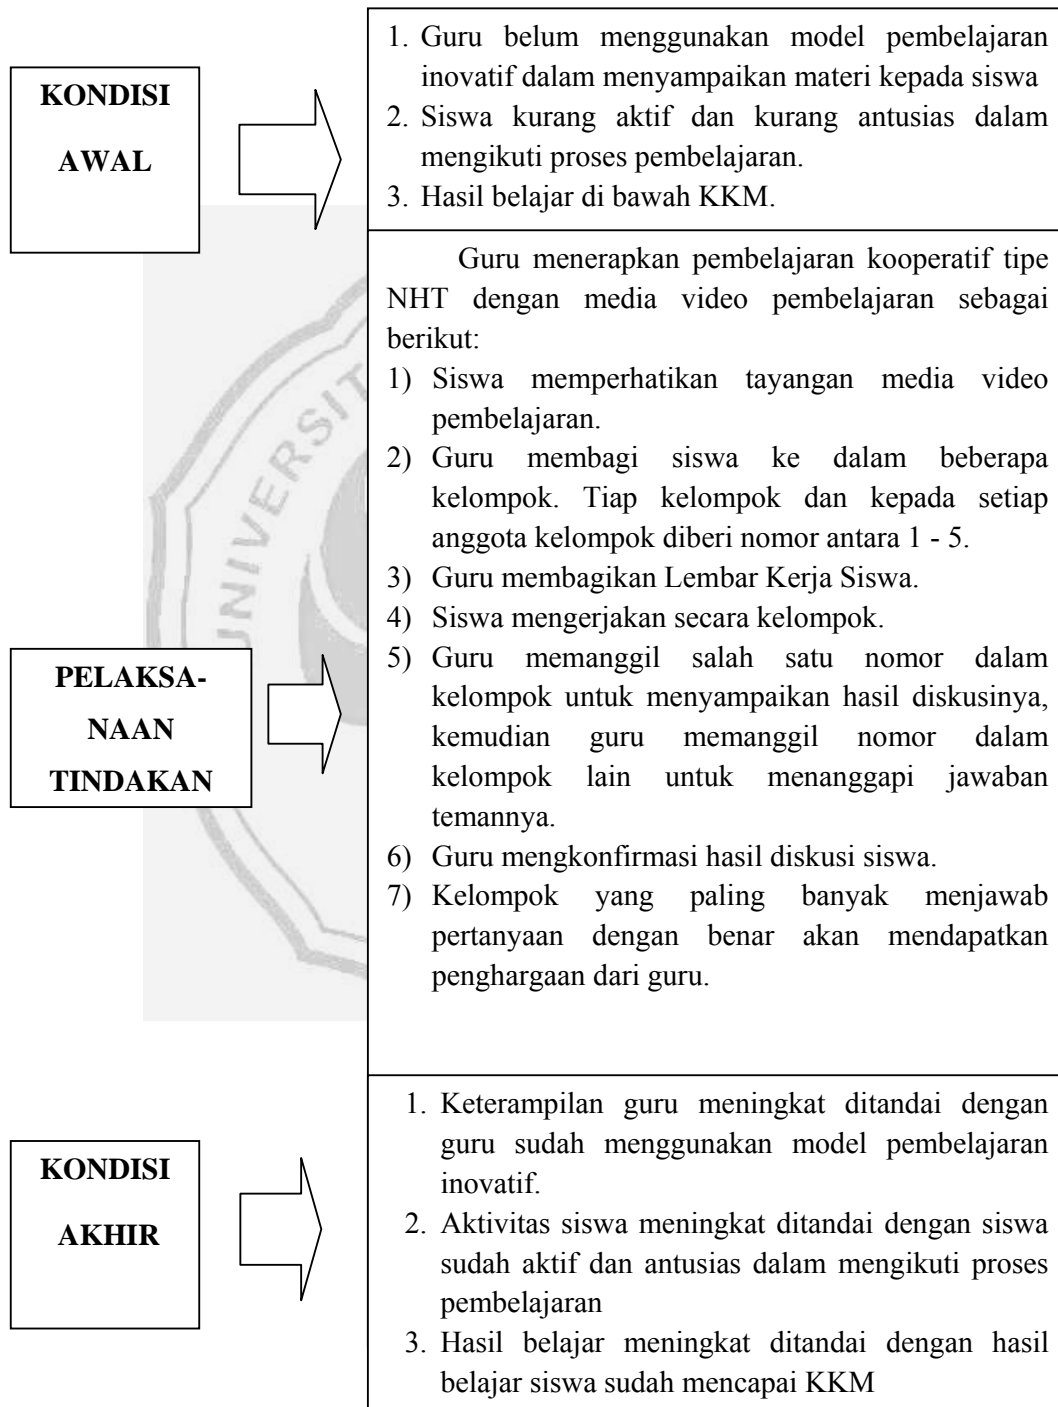 KONDISI
AWAL
1. Guru belum menggunakan model pembelajaran
inovatif dalam menyampaikan materi kepada siswa
2. Siswa kurang aktif dan kurang antusias dalam
mengikuti proses pembelajaran.
3. Hasil belajar di bawah KKM.
PELAKSA-
NAAN
TINDAKAN
Guru menerapkan pembelajaran kooperatif tipe
NHT dengan media video pembelajaran sebagai
berikut:
1) Siswa memperhatikan tayangan media video
pembelajaran.
2) Guru membagi siswa ke dalam beberapa
kelompok. Tiap kelompok dan kepada setiap
anggota kelompok diberi nomor antara 1 - 5.
3) Guru membagikan Lembar Kerja Siswa.
4) Siswa mengerjakan secara kelompok.
5) Guru memanggil salah satu nomor dalam
kelompok untuk menyampaikan hasil diskusinya,
kemudian guru memanggil nomor dalam
kelompok lain untuk menanggapi jawaban
temannya.
6) Guru mengkonfirmasi hasil diskusi siswa.
7) Kelompok yang paling banyak menjawab
pertanyaan dengan benar akan mendapatkan
penghargaan dari guru.
KONDISI
AKHIR
1. Keterampilan guru meningkat ditandai dengan
guru sudah menggunakan model pembelajaran
inovatif.
2. Aktivitas siswa meningkat ditandai dengan siswa
sudah aktif dan antusias dalam mengikuti proses
pembelajaran
3. Hasil belajar meningkat ditandai dengan hasil
belajar siswa sudah mencapai KKM